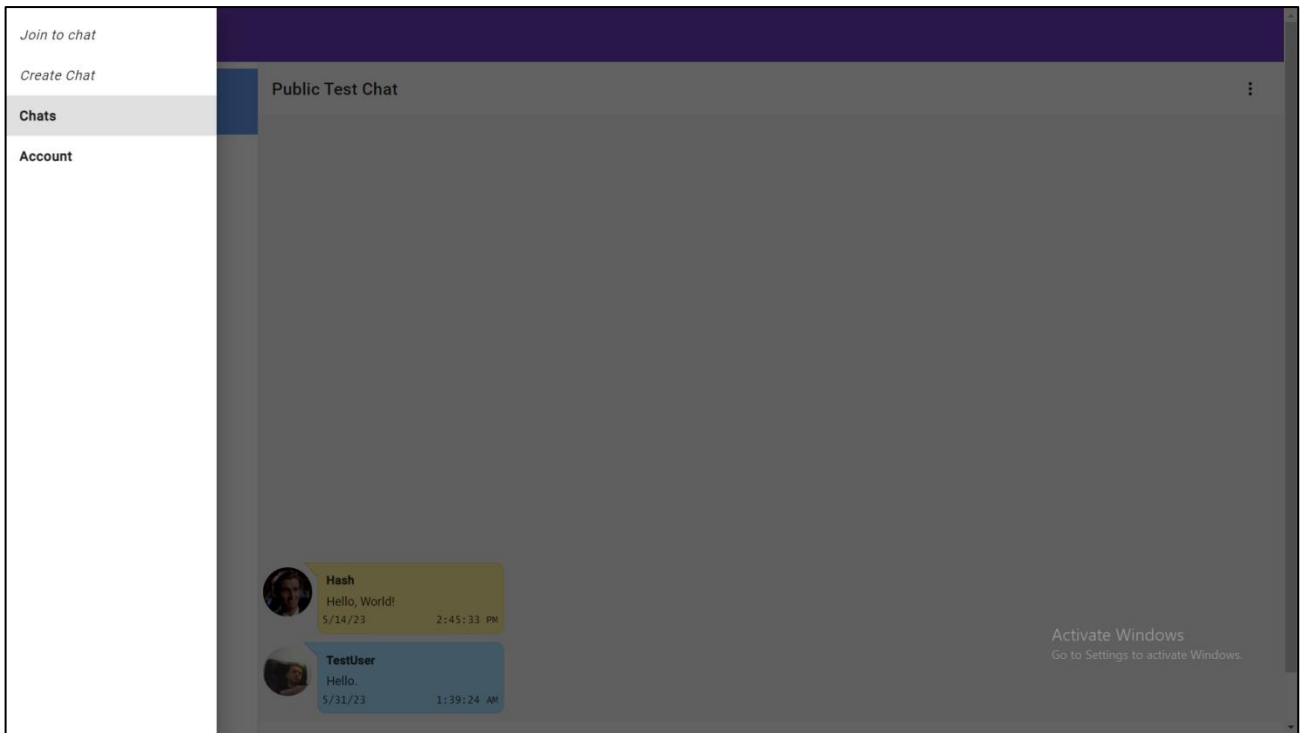 Join to chat
Create Chat
Chats
Account
Public Test Chat
Hash
Hello, World!
5/14/23 2:45:33 PM
TestUser
Hello.
5/31/23 1:39:24 AM
Activate Windows
Go to Settings to activate Windows.